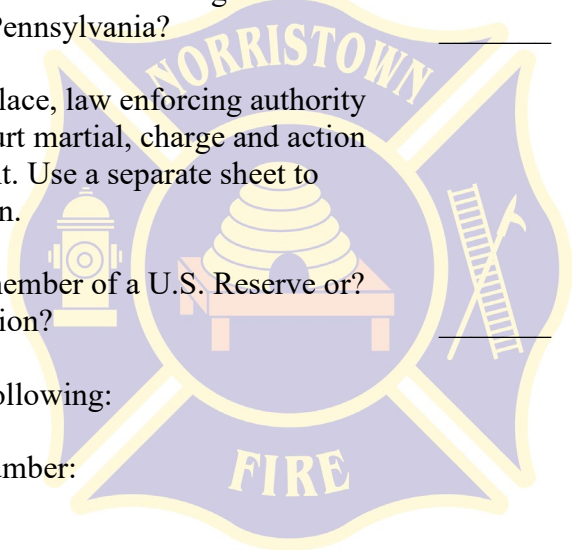 Pennsylvania?
NORRISTOWN
lace, law enforcing authority
urt martial, charge and action
t. Use a separate sheet to
n.
member of a U.S. Reserve or?
ion?
ollowing:
umber:
FIRE